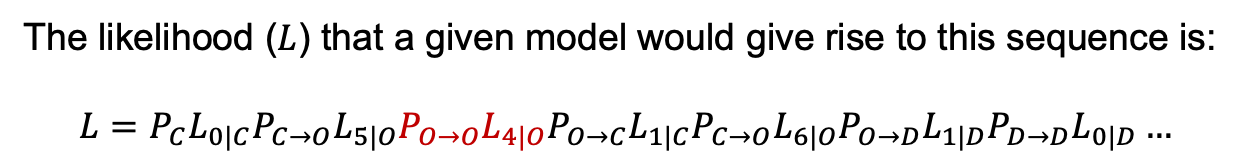 The likelihood (L) that a given model would give rise to this sequence is:
L = P_C L_{0|C} P_{C→O} L_{5|O} P_{O→O} L_{4|O} P_{O→C} L_{1|C} P_{C→O} L_{6|O} P_{O→D} L_{1|D} P_{D→D} L_{0|D} ...